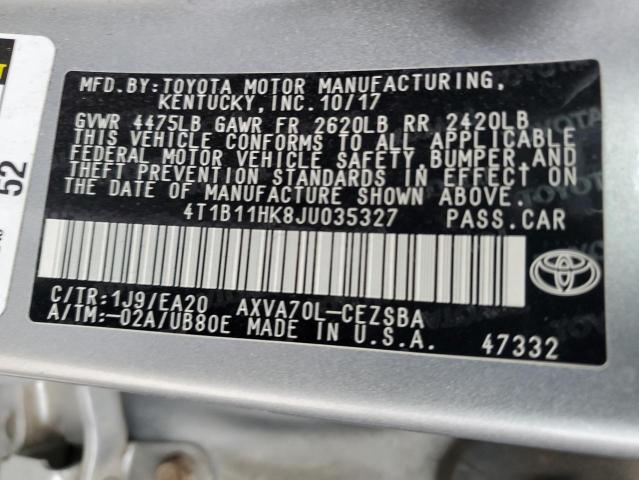 MFD.BY:TOYOTA MOTOR MANUFACTURING,
KENTUCKY,INC.10/17
GVWR 4475LB GAWR FR 2620LB RR 2420LB
THIS VEHICLE CONFORMS TO ALL APPLICABLE
FEDERAL MOTOR VEHICLE SAFETY,BUMPER,AND
THEFT PREVENTION STANDARDS IN EFFECT ON
THE DATE OF MANUFACTURE SHOWN ABOVE.
4T1B11HK8JU035327 PASS.CAR
C/TR:1J9/EA20 AXVA70L-CEZSBA
A/TM:-02A/UB80E MADE IN U.S.A. 47332
52